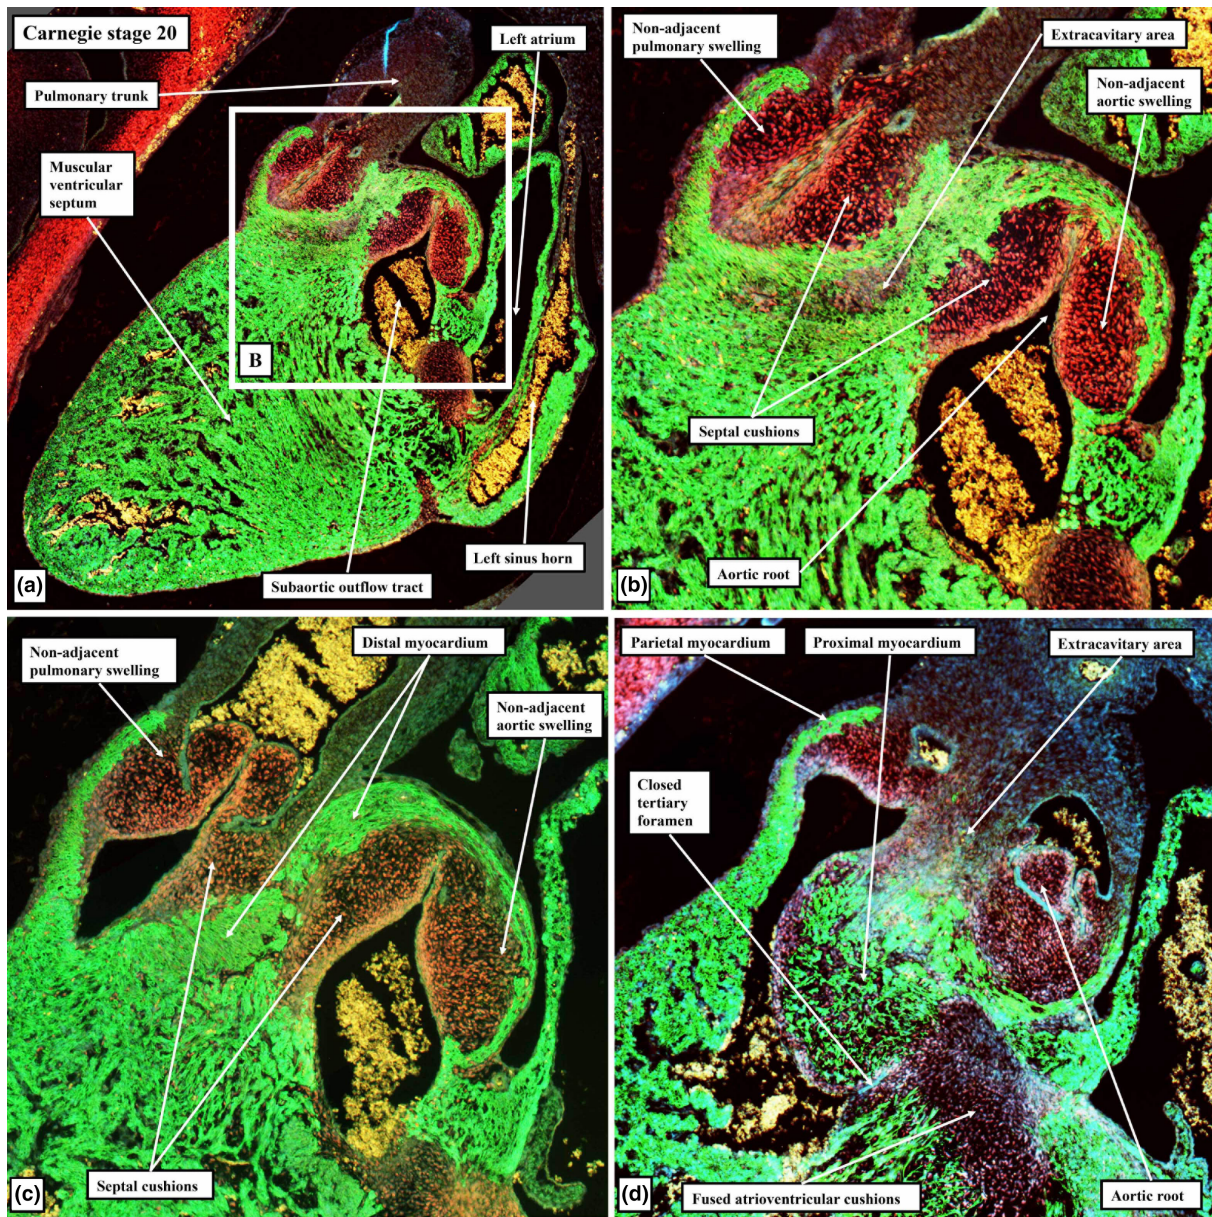 Carnegie stage 20
Left atrium
Pulmonary trunk
Muscular
ventricular
septum
B
Left sinus horn
Subaortic outflow tract
(a)
Non-adjacent
pulmonary swelling
Extracavitary area
Non-adjacent
aortic swelling
Septal cushions
Aortic root
(b)
Non-adjacent
pulmonary swelling
Distal myocardium
Non-adjacent
aortic swelling
Septal cushions
(c)
Parietal myocardium
Proximal myocardium
Extracavitary area
Closed
tertiary
foramen
Fused atrioventricular cushions
Aortic root
(d)